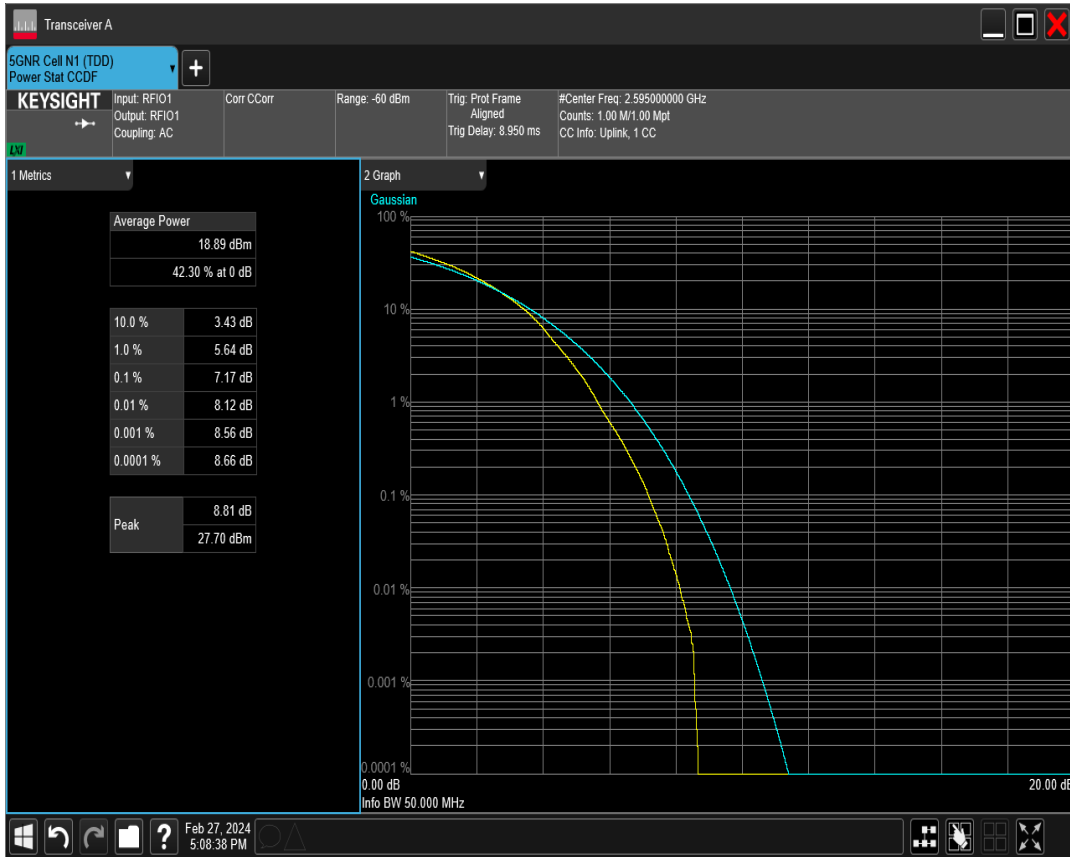 Transceiver A
5GNR Cell N1 (TDD)
Power Stat CCDF
+
KEYSIGHT
LXI
Input: RFIO1
Output: RFIO1
Coupling: AC
Corr CCorr
Range: -60 dBm
Trig: Prot Frame
Aligned
Trig Delay: 8.950 ms
#Center Freq: 2.595000000 GHz
Counts: 1.00 M/1.00 Mpt
CC Info: Uplink, 1 CC
1 Metrics
Average Power
18.89 dBm
42.30 % at 0 dB
10.0 % 3.43 dB
1.0 % 5.64 dB
0.1 % 7.17 dB
0.01 % 8.12 dB
0.001 % 8.56 dB
0.0001 % 8.66 dB
Peak
8.81 dB
27.70 dBm
2 Graph
Gaussian
100 %
10 %
1 %
0.1 %
0.01 %
0.001 %
0.0001 %
0.00 dB 20.00 dB
Info BW 50.000 MHz
?
Feb 27, 2024
5:08:38 PM